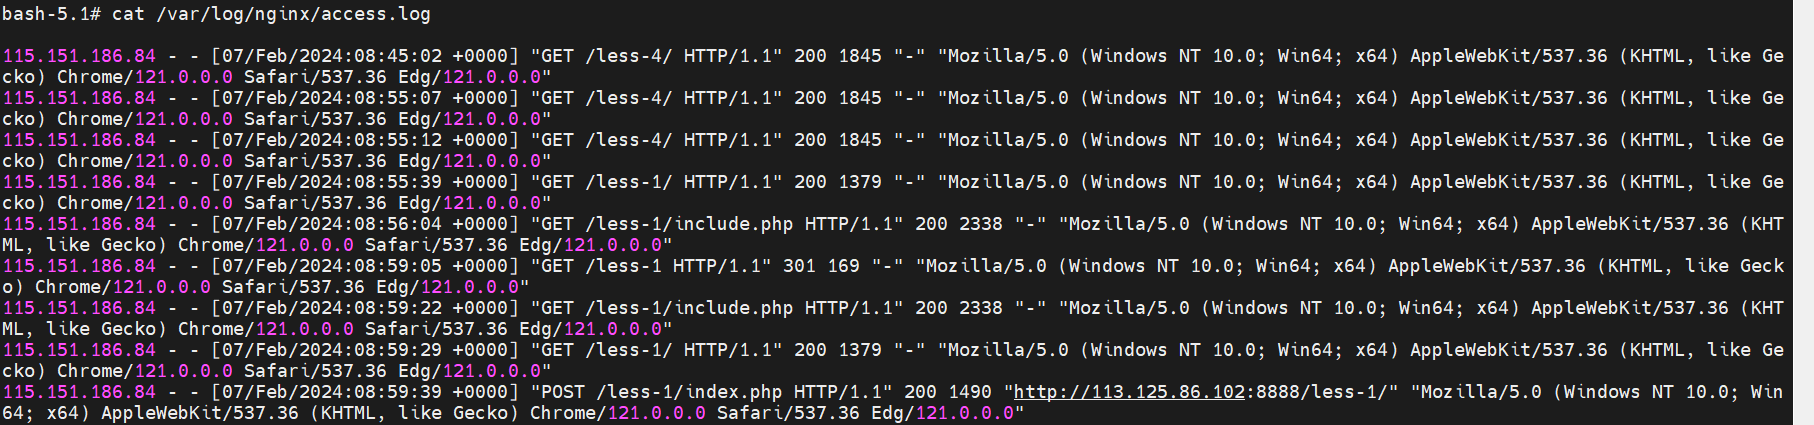 bash-5.1# cat /var/log/nginx/access.log
115.151.186.84 - - [07/Feb/2024:08:45:02 +0000] "GET /less-4/ HTTP/1.1" 200 1845 "-" "Mozilla/5.0 (Windows NT 10.0; Win64; x64) AppleWebKit/537.36 (KHTML, like Ge
cko) Chrome/121.0.0.0 Safari/537.36 Edg/121.0.0.0"
115.151.186.84 - - [07/Feb/2024:08:55:07 +0000] "GET /less-4/ HTTP/1.1" 200 1845 "-" "Mozilla/5.0 (Windows NT 10.0; Win64; x64) AppleWebKit/537.36 (KHTML, like Ge
cko) Chrome/121.0.0.0 Safari/537.36 Edg/121.0.0.0"
115.151.186.84 - - [07/Feb/2024:08:55:12 +0000] "GET /less-4/ HTTP/1.1" 200 1845 "-" "Mozilla/5.0 (Windows NT 10.0; Win64; x64) AppleWebKit/537.36 (KHTML, like Ge
cko) Chrome/121.0.0.0 Safari/537.36 Edg/121.0.0.0"
115.151.186.84 - - [07/Feb/2024:08:55:39 +0000] "GET /less-1/ HTTP/1.1" 200 1379 "-" "Mozilla/5.0 (Windows NT 10.0; Win64; x64) AppleWebKit/537.36 (KHTML, like Ge
cko) Chrome/121.0.0.0 Safari/537.36 Edg/121.0.0.0"
115.151.186.84 - - [07/Feb/2024:08:56:04 +0000] "GET /less-1/include.php HTTP/1.1" 200 2338 "-" "Mozilla/5.0 (Windows NT 10.0; Win64; x64) AppleWebKit/537.36 (KHT
ML, like Gecko) Chrome/121.0.0.0 Safari/537.36 Edg/121.0.0.0"
115.151.186.84 - - [07/Feb/2024:08:59:05 +0000] "GET /less-1 HTTP/1.1" 301 169 "-" "Mozilla/5.0 (Windows NT 10.0; Win64; x64) AppleWebKit/537.36 (KHTML, like Geck
o) Chrome/121.0.0.0 Safari/537.36 Edg/121.0.0.0"
115.151.186.84 - - [07/Feb/2024:08:59:22 +0000] "GET /less-1/include.php HTTP/1.1" 200 2338 "-" "Mozilla/5.0 (Windows NT 10.0; Win64; x64) AppleWebKit/537.36 (KHT
ML, like Gecko) Chrome/121.0.0.0 Safari/537.36 Edg/121.0.0.0"
115.151.186.84 - - [07/Feb/2024:08:59:29 +0000] "GET /less-1/ HTTP/1.1" 200 1379 "-" "Mozilla/5.0 (Windows NT 10.0; Win64; x64) AppleWebKit/537.36 (KHTML, like Ge
cko) Chrome/121.0.0.0 Safari/537.36 Edg/121.0.0.0"
115.151.186.84 - - [07/Feb/2024:08:59:39 +0000] "POST /less-1/index.php HTTP/1.1" 200 1490 "http://113.125.86.102:8888/less-1/" "Mozilla/5.0 (Windows NT 10.0; Win
64; x64) AppleWebKit/537.36 (KHTML, like Gecko) Chrome/121.0.0.0 Safari/537.36 Edg/121.0.0.0"